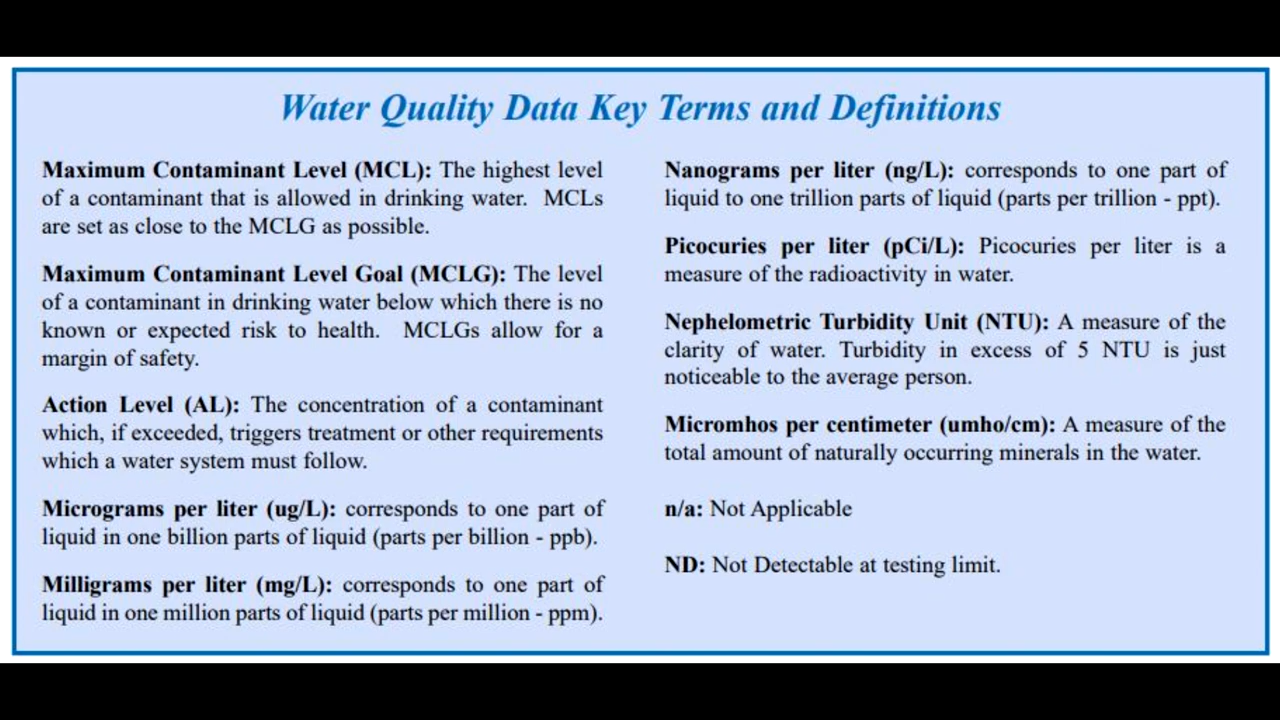 Water Quality Data Key Terms and Definitions
Maximum Contaminant Level (MCL): The highest level
of a contaminant that is allowed in drinking water. MCLs
are set as close to the MCLG as possible.
Maximum Contaminant Level Goal (MCLG): The level
of a contaminant in drinking water below which there is no
known or expected risk to health. MCLGs allow for a
margin of safety.
Action Level (AL): The concentration of a contaminant
which, if exceeded, triggers treatment or other requirements
which a water system must follow.
Micrograms per liter (ug/L): corresponds to one part of
liquid in one billion parts of liquid (parts per billion - ppb).
Milligrams per liter (mg/L): corresponds to one part of
liquid in one million parts of liquid (parts per million - ppm).
Nanograms per liter (ng/L): corresponds to one part of
liquid to one trillion parts of liquid (parts per trillion - ppt).
Picocuries per liter (pCi/L): Picocuries per liter is a
measure of the radioactivity in water.
Nephelometric Turbidity Unit (NTU): A measure of the
clarity of water. Turbidity in excess of 5 NTU is just
noticeable to the average person.
Micromhos per centimeter (umho/cm): A measure of the
total amount of naturally occurring minerals in the water.
n/a: Not Applicable
ND: Not Detectable at testing limit.